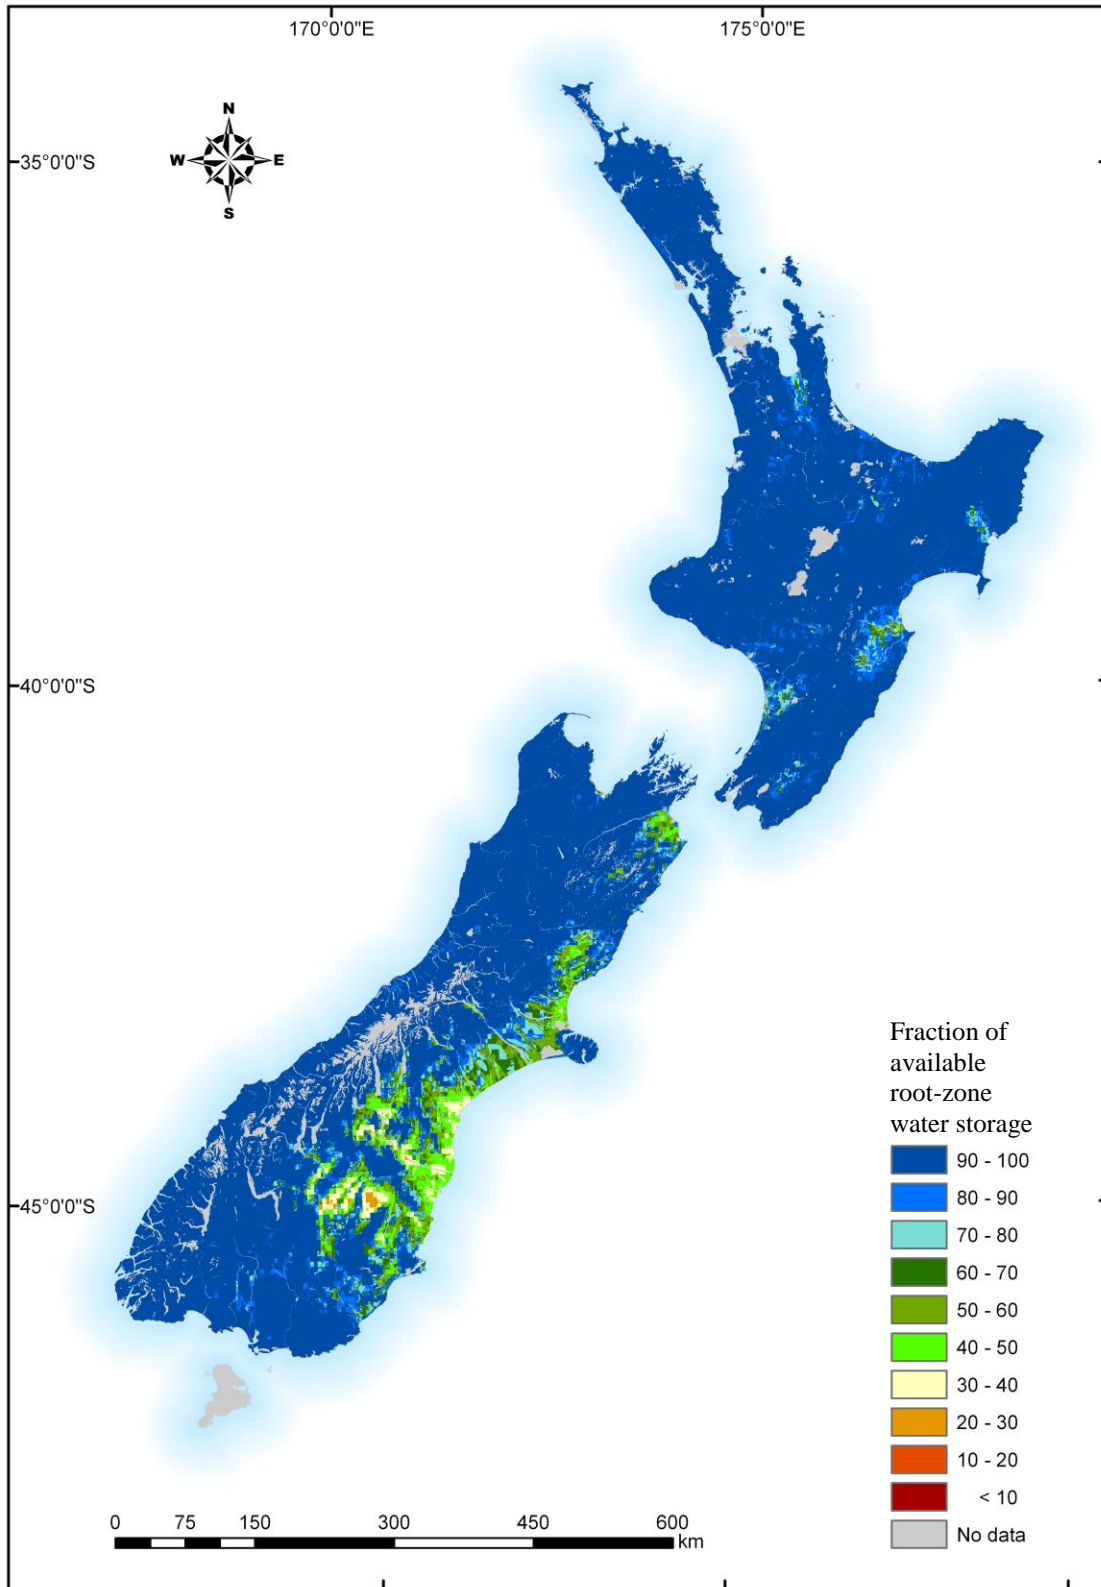 170°0'0"E 175°0'0"E
N
W E
S
35°0'0"S
40°0'0"S
45°0'0"S
Fraction of
available
root-zone
water storage
90 - 100
80 - 90
70 - 80
60 - 70
50 - 60
40 - 50
30 - 40
20 - 30
10 - 20
< 10
No data
0 75 150 300 450 600
km